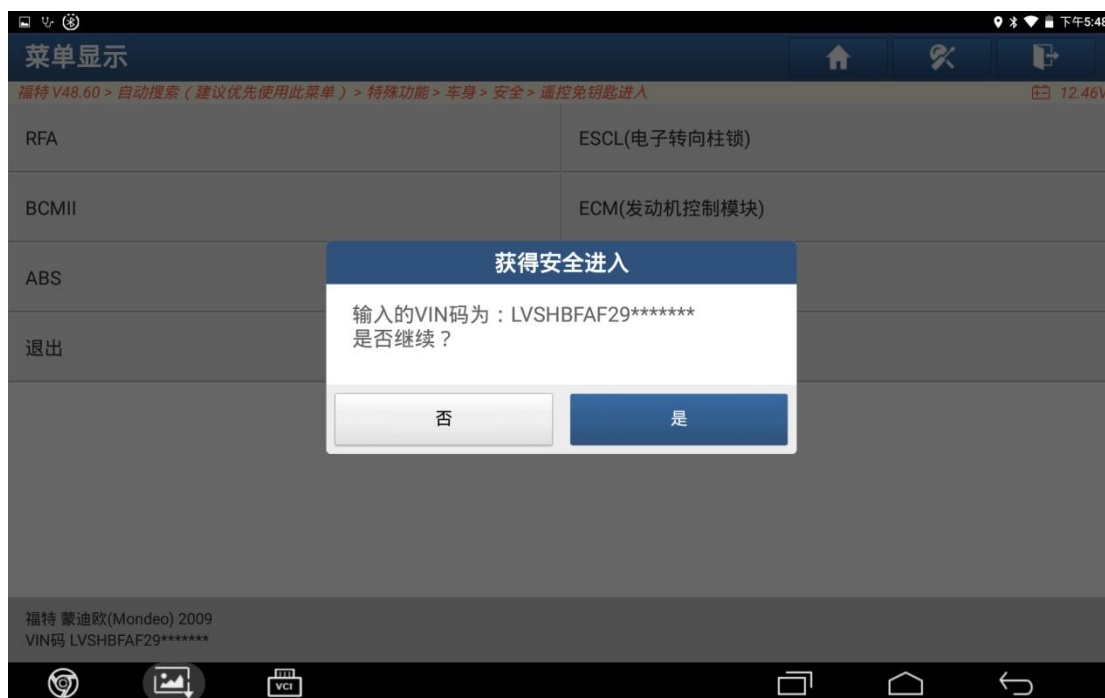 下午5:48
菜单显示
福特 V48.60 > 自动搜索（建议优先使用此菜单）> 特殊功能 > 车身 > 安全 > 遥控免钥匙进入
12.46V
RFA
ESCL(电子转向柱锁)
BCMII
ECM(发动机控制模块)
ABS
退出
获得安全进入
输入的VIN码为：LVSHBFAF29*******
是否继续？
否
是
福特 蒙迪欧(Mondeo) 2009
VIN码 LVSHBFAF29*******
VCI